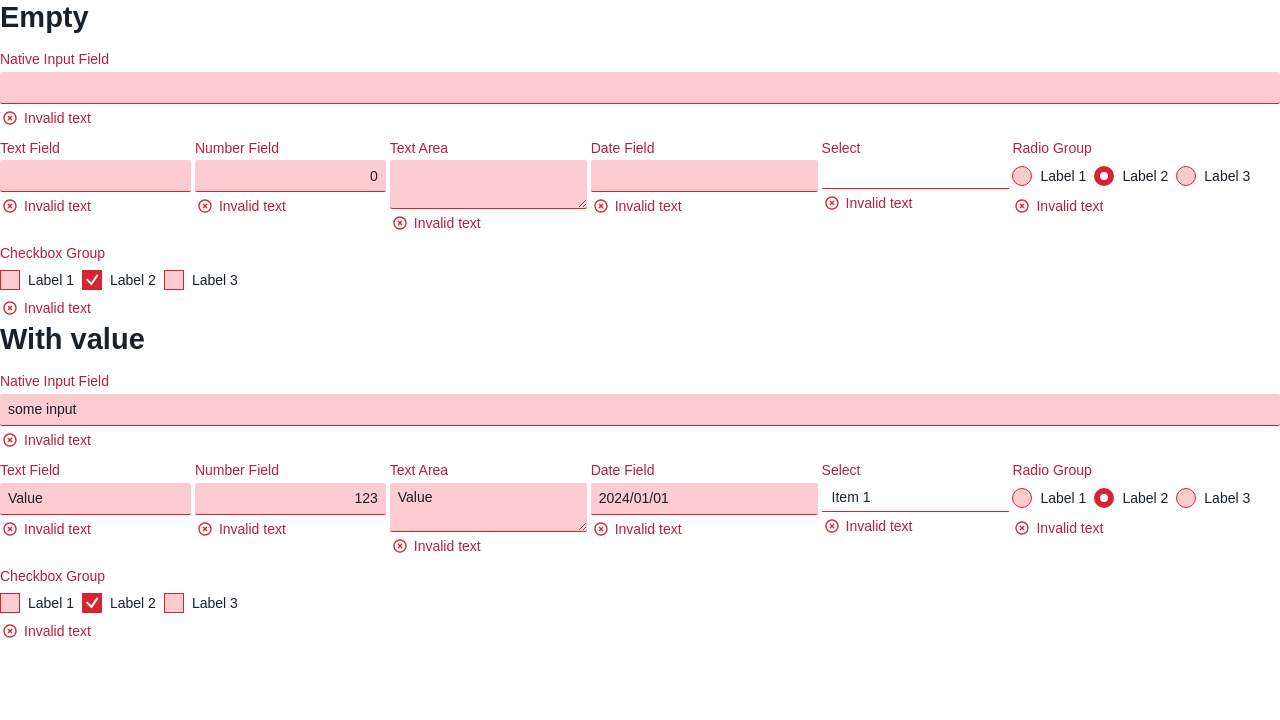 Empty
Native Input Field
Invalid text
Text Field Number Field Text Area Date Field Select Radio Group
0 Label 1 Label 2 Label 3
Invalid text Invalid text Invalid text Invalid text Invalid text Invalid text
Checkbox Group
Label 1 Label 2 Label 3
Invalid text
With value
Native Input Field
some input
Invalid text
Text Field Number Field Text Area Date Field Select Radio Group
Value 123 Value 2024/01/01 Item 1 Label 1 Label 2 Label 3
Invalid text Invalid text Invalid text Invalid text Invalid text Invalid text
Checkbox Group
Label 1 Label 2 Label 3
Invalid text